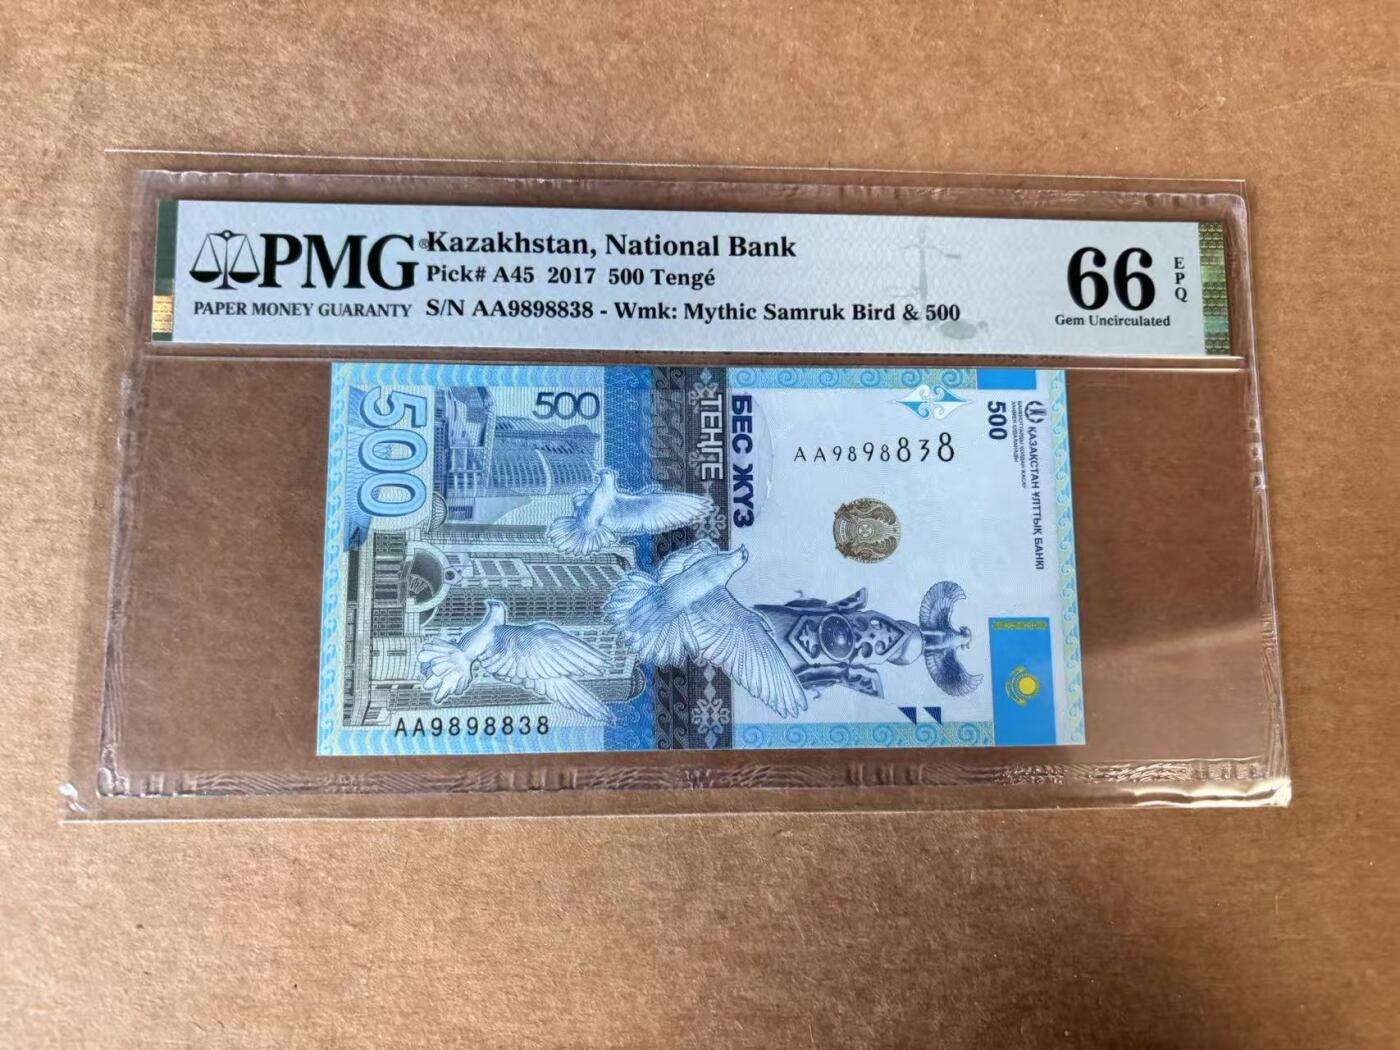 PMG®
PAPER MONEY GUARANTY
Kazakhstan, National Bank
Pick# A45 2017 500 Tengé
S/N AA9898838 - Wmk: Mythic Samruk Bird & 500
66
EPQ
Gem Uncirculated
500
500
ТЕҢГЕ
БЕС ЖҮЗ
AA9898838
500
ҚАЗАҚСТАН ҰЛТТЫҚ БАНКІ
AA9898838